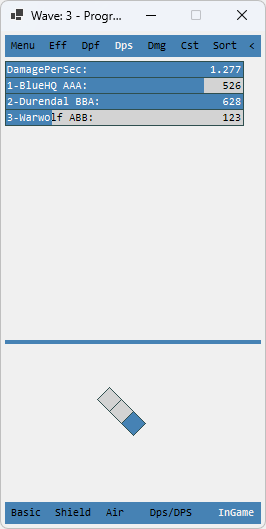 Wave: 3 - Progr...
Menu Eff Dpf Dps Dmg Cst Sort <
DamagePerSec: 1.277
1-BlueHQ AAA: 526
2-Durendal BBA: 628
3-Warwolf ABB: 123
Basic Shield Air Dps/DPS InGame